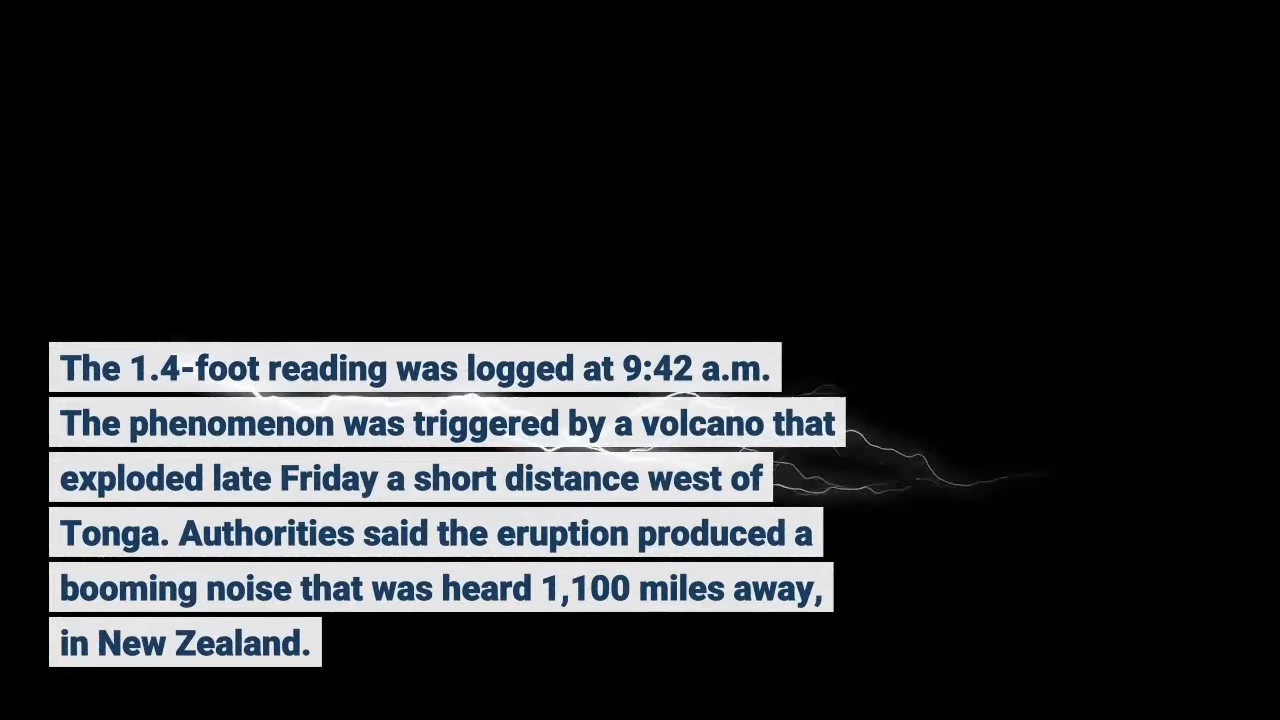 The 1.4-foot reading was logged at 9:42 a.m.
The phenomenon was triggered by a volcano that
exploded late Friday a short distance west of
Tonga. Authorities said the eruption produced a
booming noise that was heard 1,100 miles away,
in New Zealand.